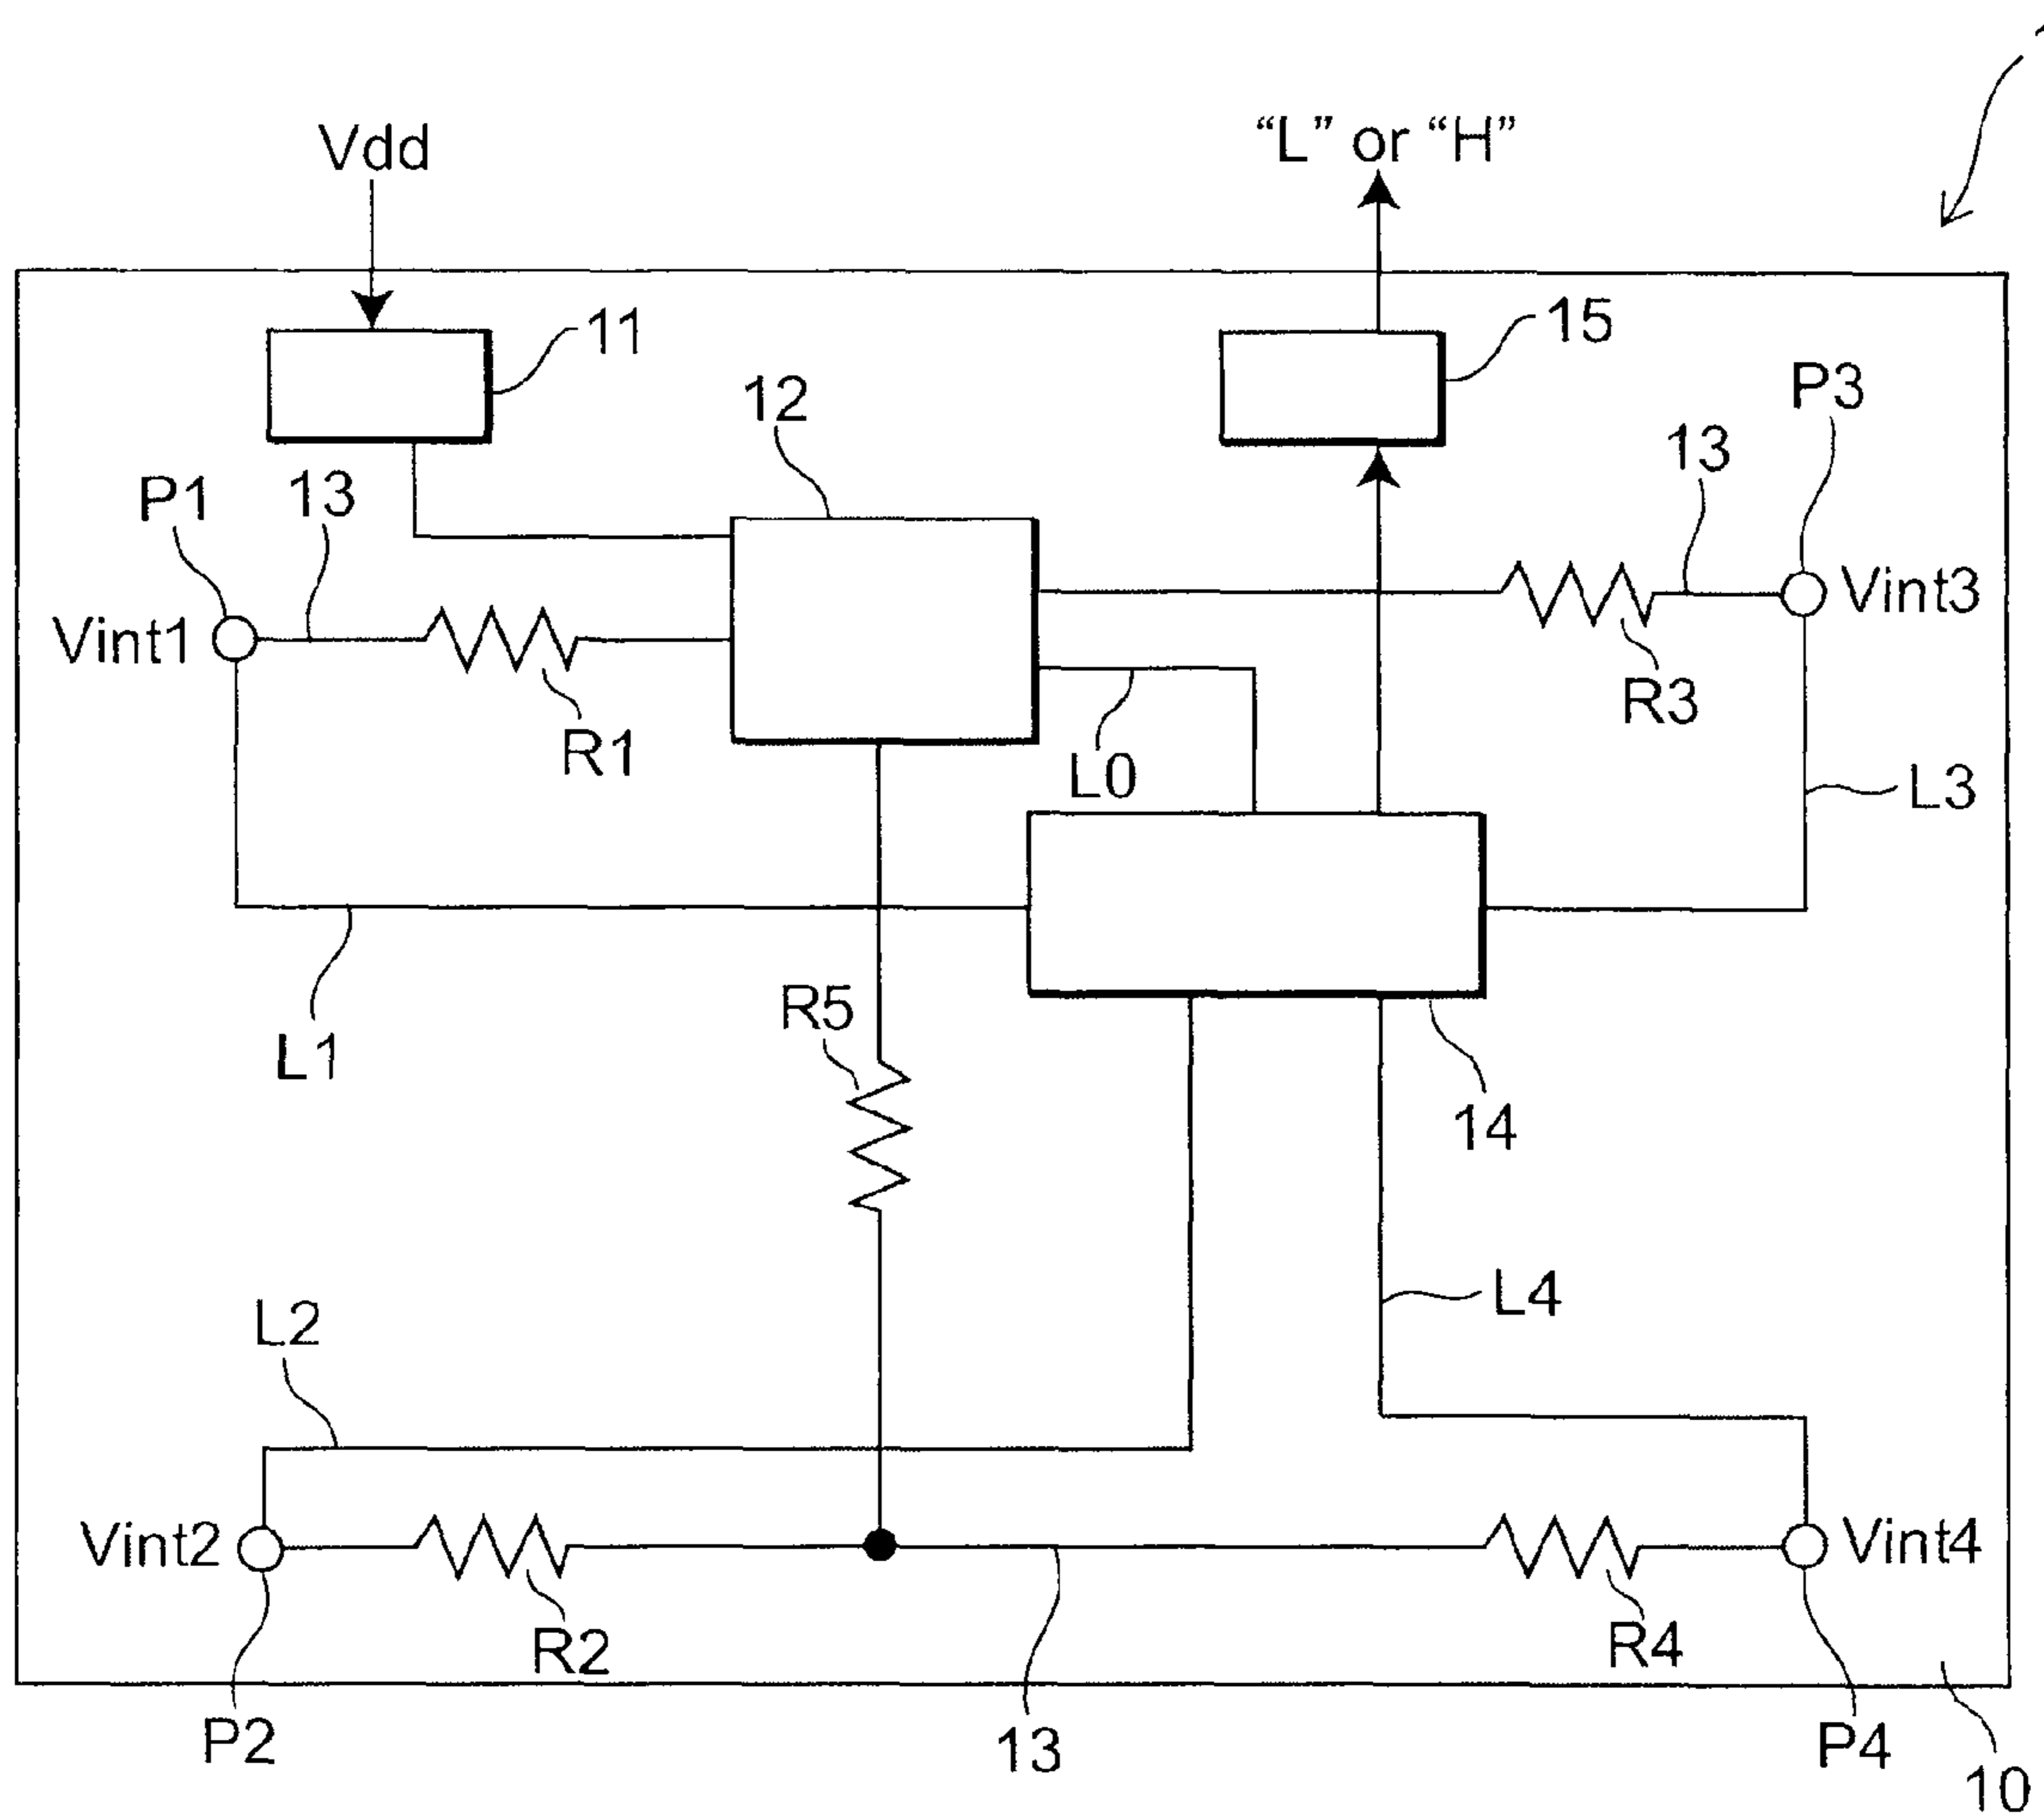 Vdd
“L” or “H”
11
15
12
P3
13
P1
13
Vint1
Vint3
R3
R1
L0
L3
R5
L1
14
L4
L2
Vint2
Vint4
R2
R4
P2
13
P4
10